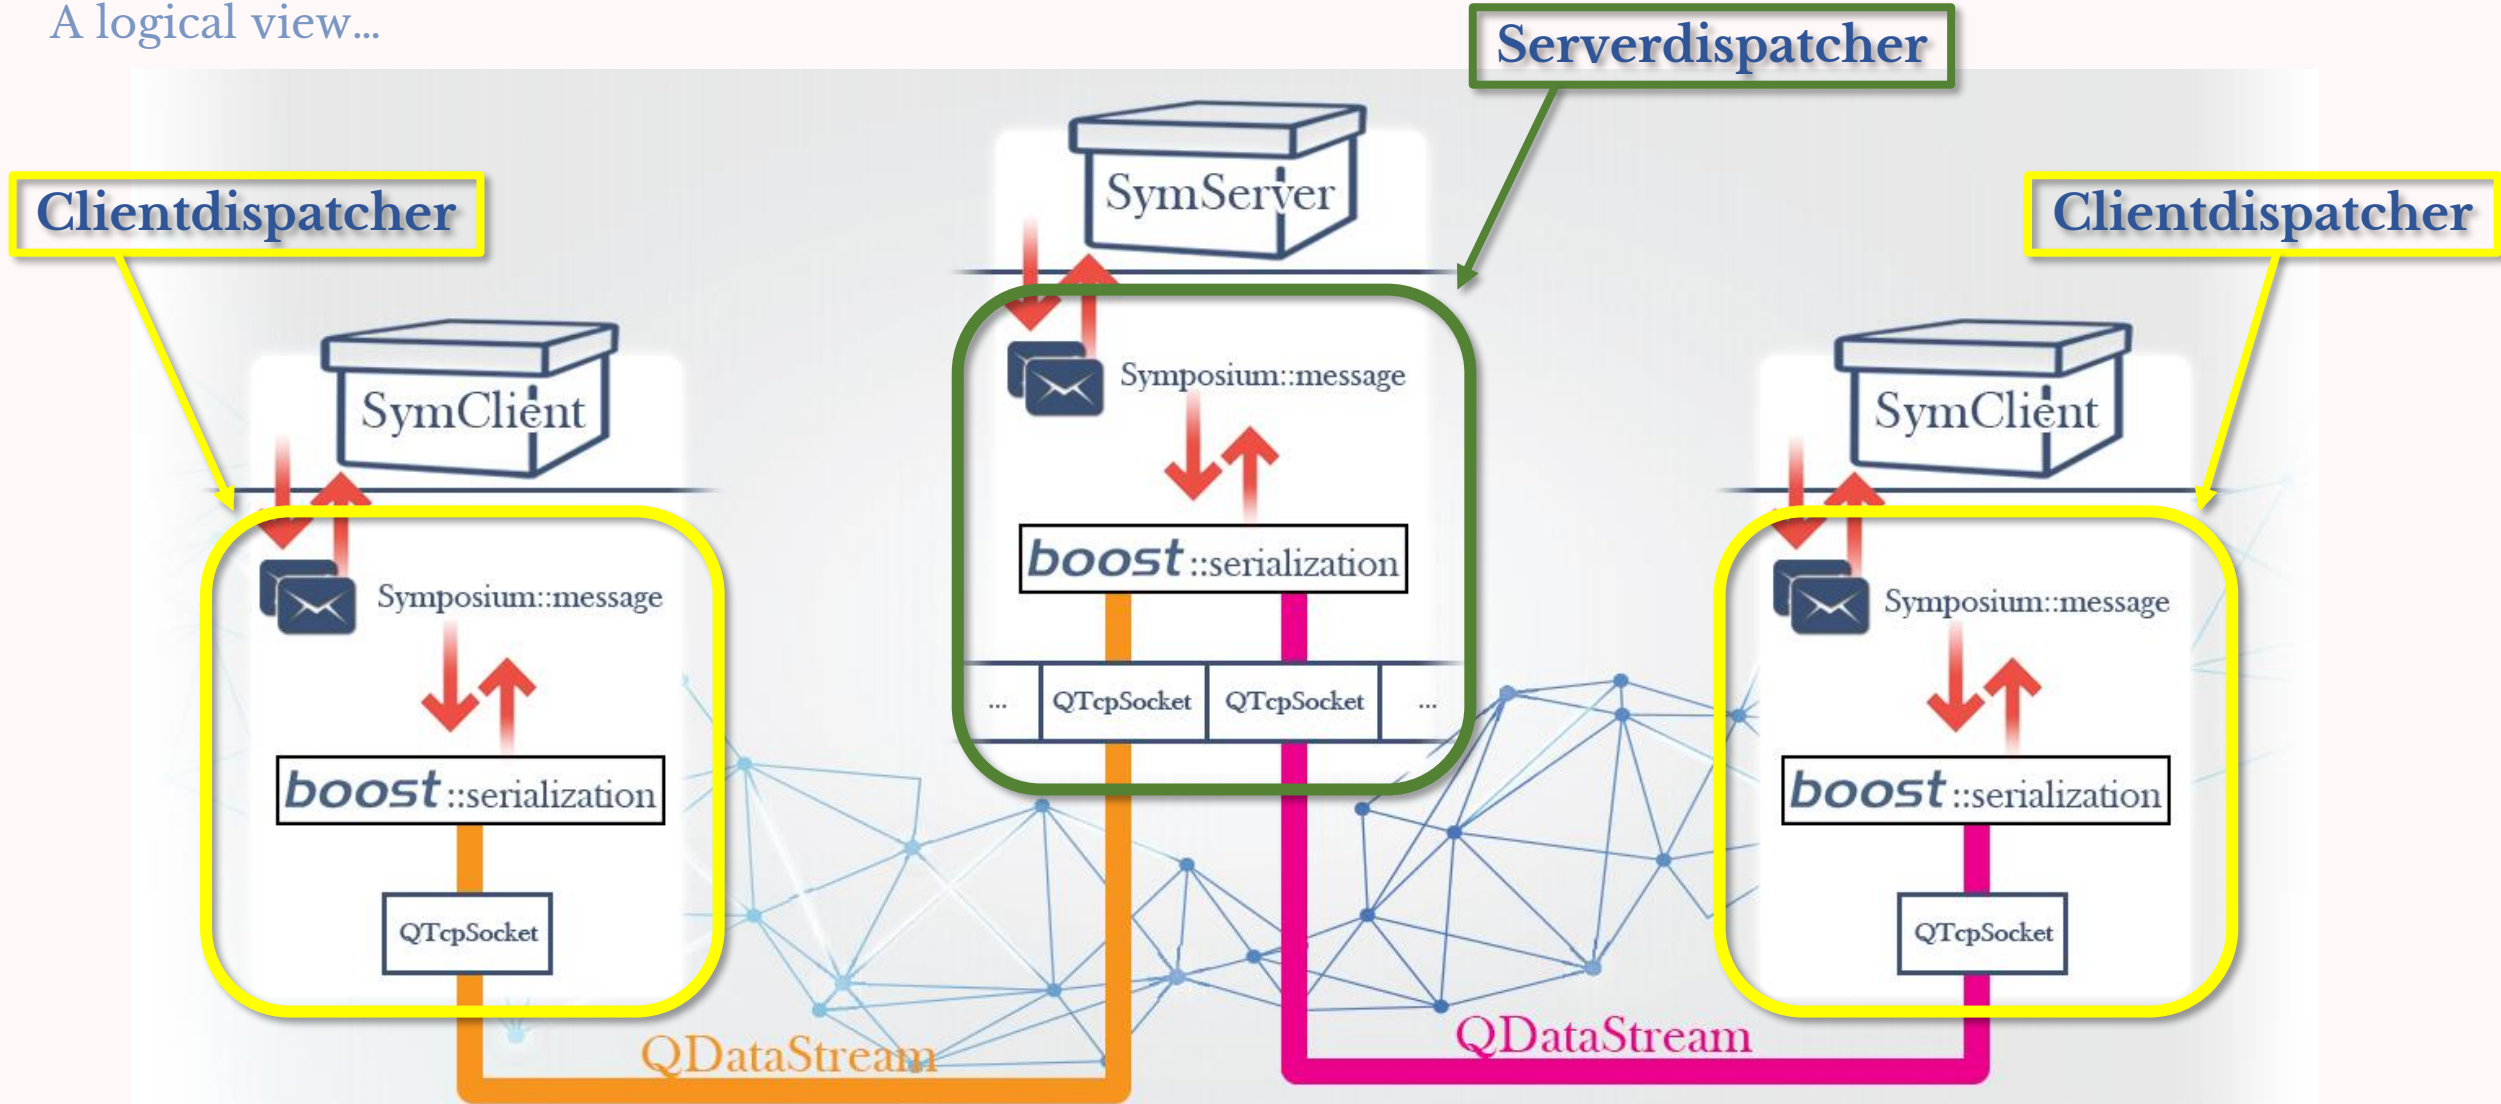 A logical view...
Serverdispatcher
Clientdispatcher
Clientdispatcher
SymServer
SymClient
SymClient
Symposium::message
boost::serialization
... QTcpSocket QTcpSocket ...
Symposium::message
boost::serialization
QTcpSocket
Symposium::message
boost::serialization
QTcpSocket
QDataStream
QDataStream